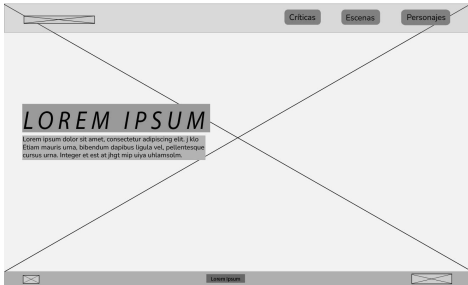 Críticas
Escenas
Personajes
LOREM IPSUM
Lorem ipsum dolor sit amet, consectetur adipiscing elit. j klo
Etiam mauris urna, bibendum dapibus ligula vel, pellentesque
cursus urna. Integer et est at jhgt mip uiya uhlamsolm.
Lorem ipsum